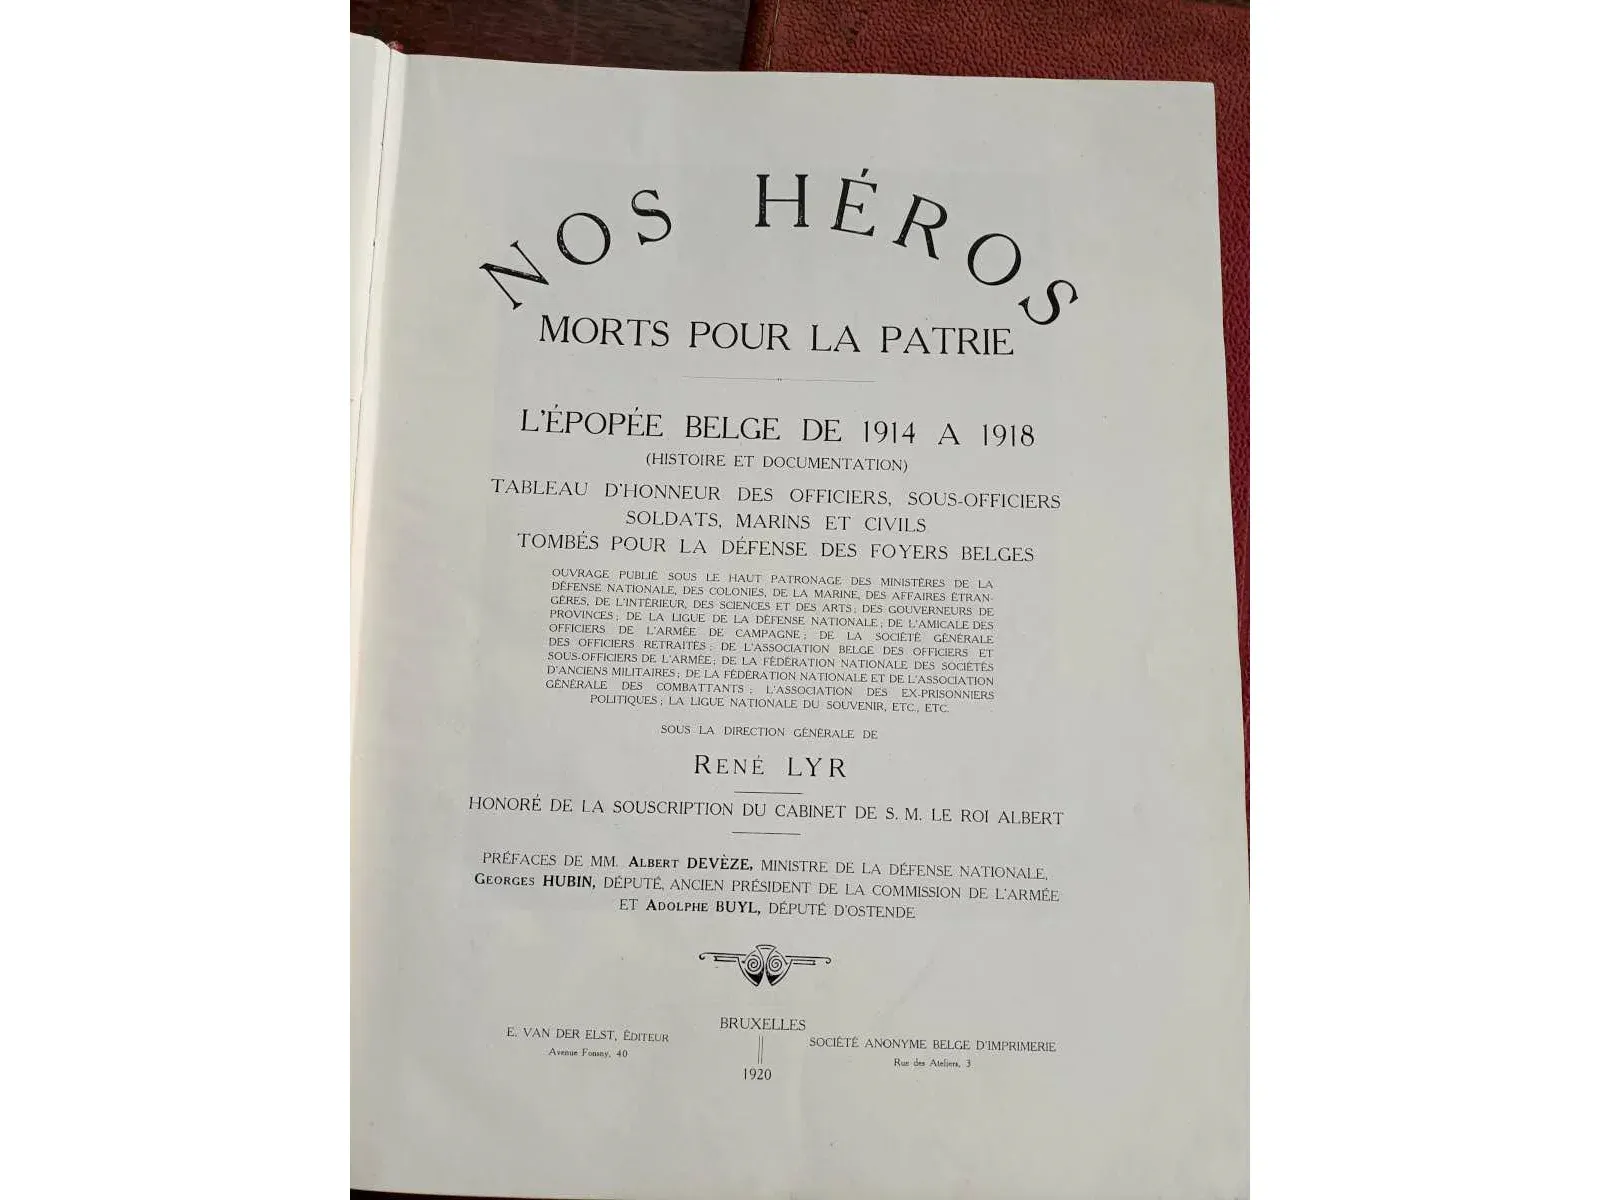 NOS HÉROS
MORTS POUR LA PATRIE
L'ÉPOPÉE BELGE DE 1914 A 1918
(HISTOIRE ET DOCUMENTATION)
TABLEAU D'HONNEUR DES OFFICIERS, SOUS-OFFICIERS
SOLDATS, MARINS ET CIVILS
TOMBÉS POUR LA DÉFENSE DES FOYERS BELGES
OUVRAGE PUBLIÉ SOUS LE HAUT PATRONAGE DES MINISTÈRES DE LA
DÉFENSE NATIONALE, DES COLONIES, DE LA MARINE, DES AFFAIRES ÉTRAN-
GÈRES, DE L'INTÉRIEUR, DES SCIENCES ET DES ARTS; DES GOUVERNEURS DE
PROVINCES; DE LA LIGUE DE LA DÉFENSE NATIONALE; DE L'AMICALE DES
OFFICIERS DE L'ARMÉE DE CAMPAGNE; DE LA SOCIÉTÉ GÉNÉRALE
DES OFFICIERS RETRAITÉS; DE L'ASSOCIATION BELGE DES OFFICIERS ET
SOUS-OFFICIERS DE L'ARMÉE; DE LA FÉDÉRATION NATIONALE DES SOCIÉTÉS
D'ANCIENS MILITAIRES; DE LA FÉDÉRATION NATIONALE ET DE L'ASSOCIATION
GÉNÉRALE DES COMBATTANTS; L'ASSOCIATION DES EX-PRISONNIERS
POLITIQUES; LA LIGUE NATIONALE DU SOUVENIR, ETC., ETC.
SOUS LA DIRECTION GÉNÉRALE DE
RENÉ LYR
HONORÉ DE LA SOUSCRIPTION DU CABINET DE S. M. LE ROI ALBERT
PRÉFACES DE MM. ALBERT DEVÈZE, MINISTRE DE LA DÉFENSE NATIONALE,
GEORGES HUBIN, DÉPUTÉ, ANCIEN PRÉSIDENT DE LA COMMISSION DE L'ARMÉE
ET ADOLPHE BUYL, DÉPUTÉ D'OSTENDE
E. VAN DER ELST, ÉDITEUR
Avenue Fonsny, 40
BRUXELLES
1920
SOCIÉTÉ ANONYME BELGE D'IMPRIMERIE
Rue des Ateliers, 3